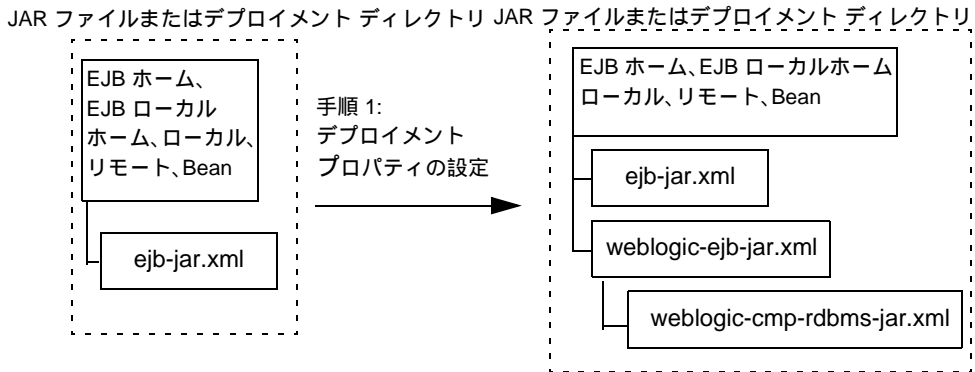 JAR ファイルまたはデプロイメント ディレクトリ
JAR ファイルまたはデプロイメント ディレクトリ
EJB ホーム、
EJB ローカル
ホーム、ローカル、
リモート、Bean
ejb-jar.xml
手順 1:
デプロイメント
プロパティの設定
EJB ホーム、EJB ローカルホーム
ローカル、リモート、Bean
ejb-jar.xml
weblogic-ejb-jar.xml
weblogic-cmp-rdbms-jar.xml